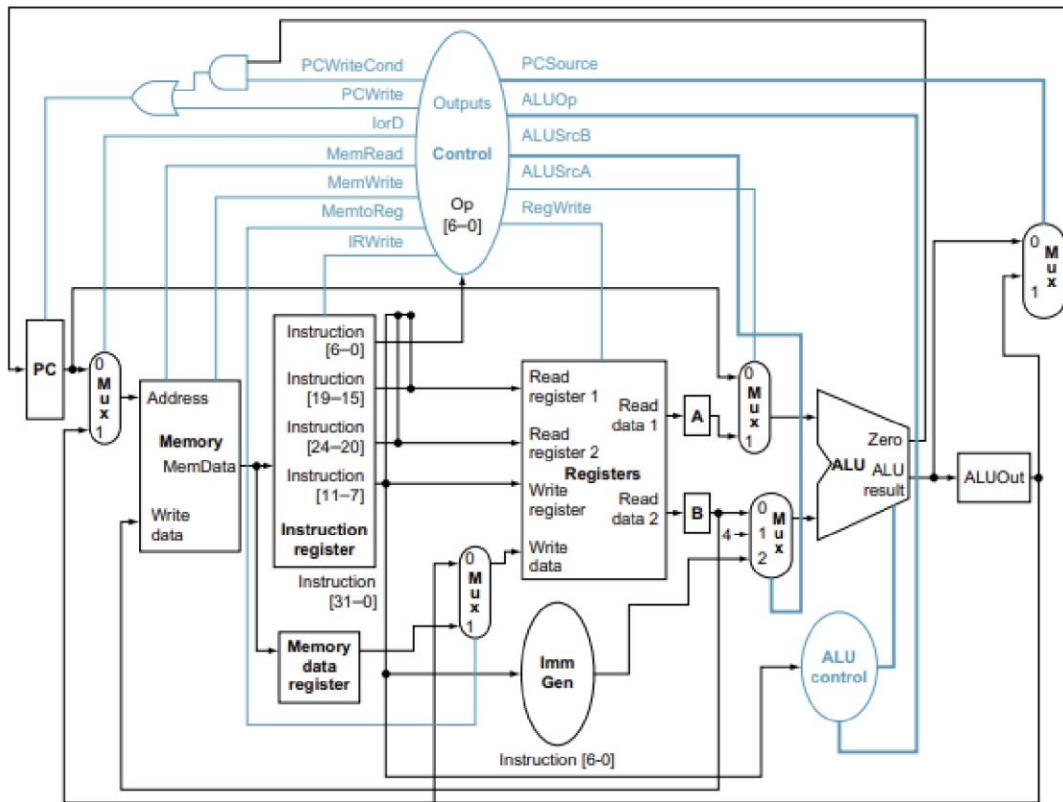 PCWriteCond
PCWrite
IorD
MemRead
MemWrite
MemtoReg
IRWrite
Outputs
Control
Op
[6–0]
PCSource
ALUOp
ALUSrcB
ALUSrcA
RegWrite
0
M
u
x
1
PC
0
M
u
x
1
Address
Memory
MemData
Write
data
Instruction
[6–0]
Instruction
[19–15]
Instruction
[24–20]
Instruction
[11–7]
Instruction
register
Instruction
[31–0]
Memory
data
register
0
M
u
x
1
Read
register 1
Read
register 2
Registers
Write
register
Write
data
Read
data 1
Read
data 2
A
B
0
M
u
x
1
0
4
1
2
M
u
x
Zero
ALU
ALU
result
ALUOut
Imm
Gen
ALU
control
Instruction [6-0]